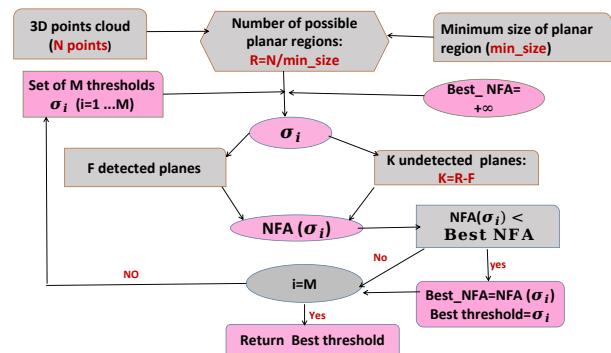 3D points cloud
(N points)
Number of possible
planar regions:
R=N/min_size
Minimum size of planar
region (min_size)
Set of M thresholds
σi (i=1 ...M)
Best_ NFA=
+∞
σi
F detected planes
K undetected planes:
K=R-F
NFA (σi)
NFA(σi) <
Best NFA
No
yes
NO
i=M
Best_NFA=NFA (σi)
Best threshold=σi
Yes
Return Best threshold